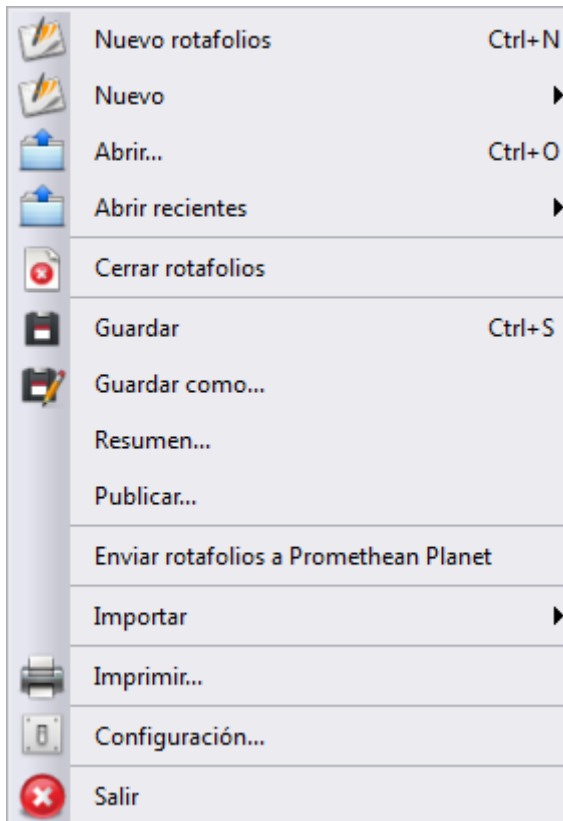 Nuevo rotafolios Ctrl+N
Nuevo
Abrir... Ctrl+O
Abrir recientes
Cerrar rotafolios
Guardar Ctrl+S
Guardar como...
Resumen...
Publicar...
Enviar rotafolios a Promethean Planet
Importar
Imprimir...
Configuración...
Salir